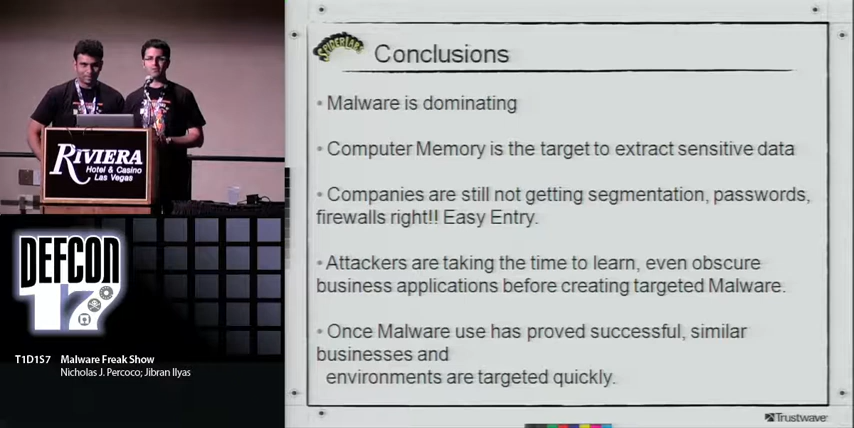 SPIDERLABS
Conclusions
• Malware is dominating
• Computer Memory is the target to extract sensitive data
• Companies are still not getting segmentation, passwords,
firewalls right!! Easy Entry.
• Attackers are taking the time to learn, even obscure
business applications before creating targeted Malware.
• Once Malware use has proved successful, similar
businesses and
environments are targeted quickly.
Trustwave
RIVIERA
Hotel & Casino
Las Vegas
DEFCON
17
T1D1S7 Malware Freak Show
Nicholas J. Percoco; Jibran Ilyas